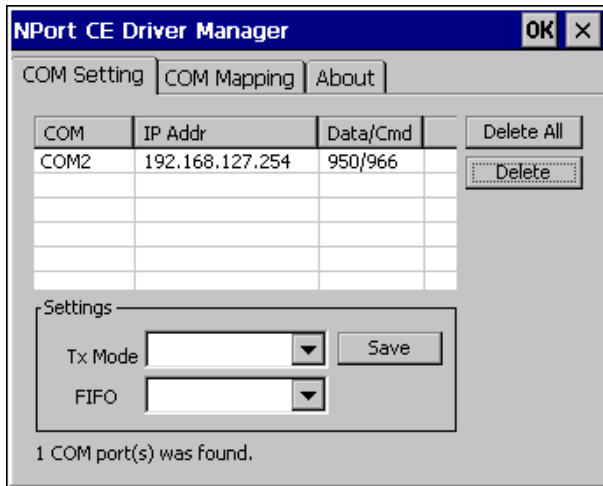 NPort CE Driver Manager OK ×
COM Setting COM Mapping About
COM IP Addr Data/Cmd Delete All
COM2 192.168.127.254 950/966
Delete
Settings
Tx Mode Save
FIFO
1 COM port(s) was found.